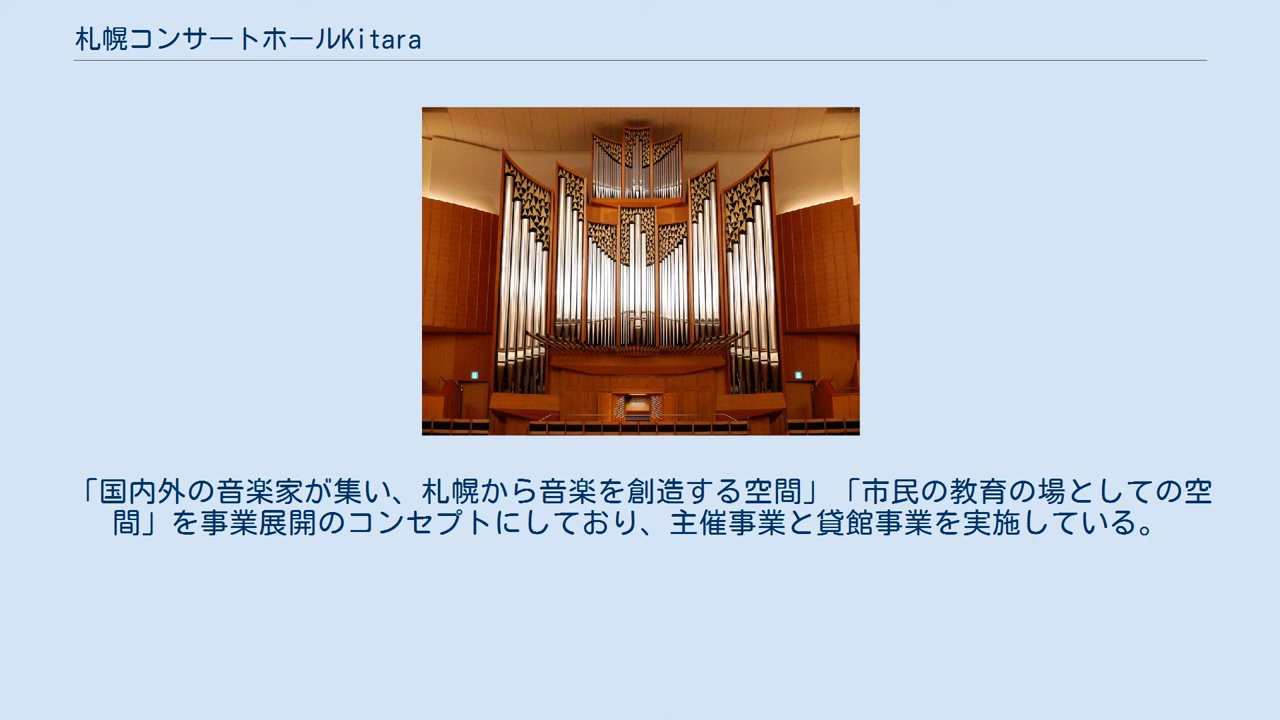 札幌コンサートホールKitara
「国内外の音楽家が集い、札幌から音楽を創造する空間」「市民の教育の場としての空
間」を事業展開のコンセプトにしており、主催事業と貸館事業を実施している。